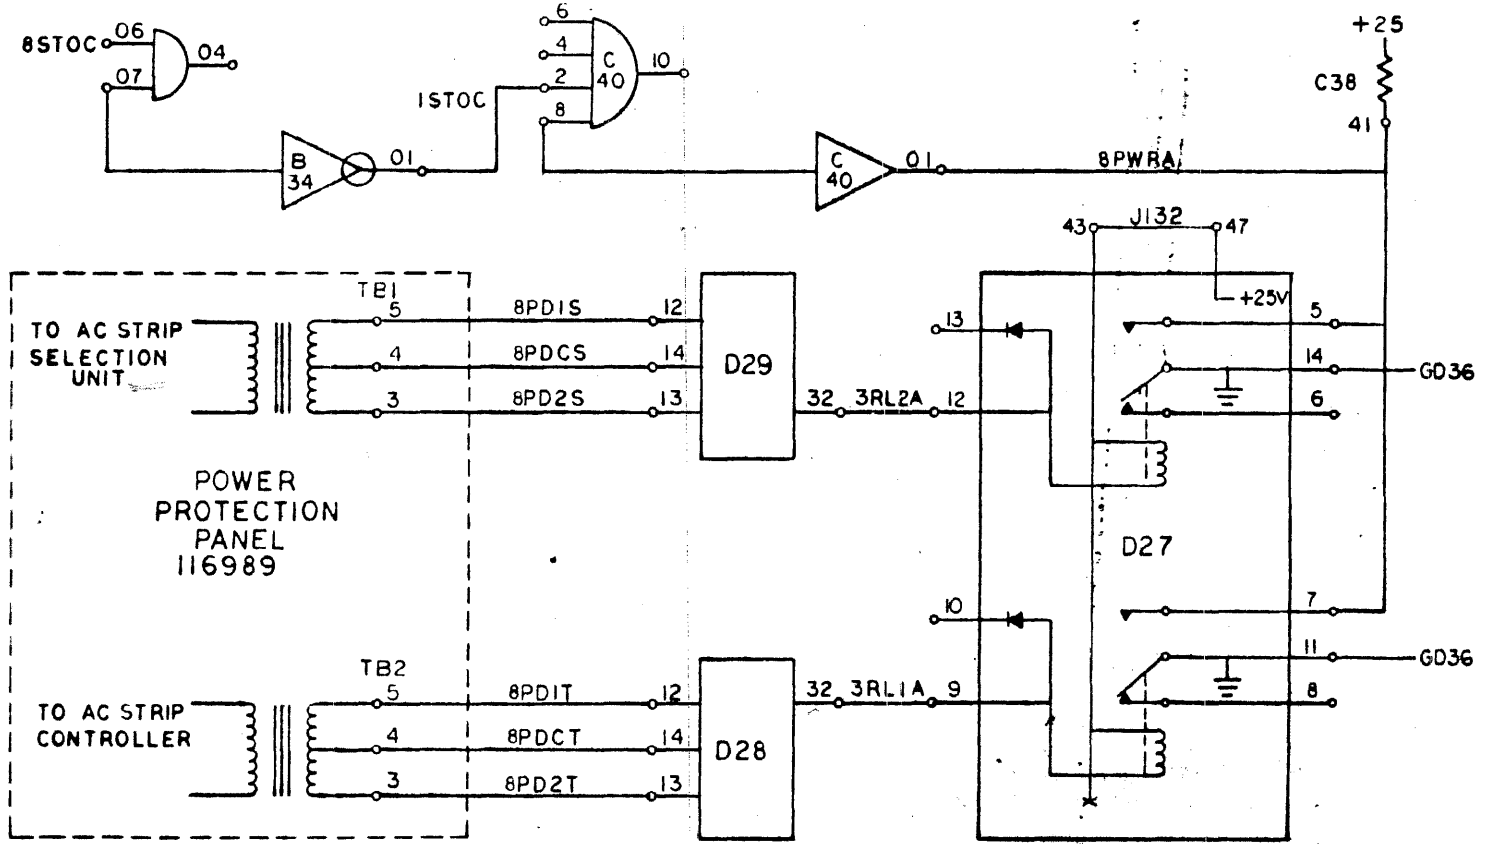 8STOC 06
07
04
B
34
01
1STOC
6
4
2
8
C
40
10
C
40
01
8PWRA
+25
C38
41
43 J132 47
+25V
TB1
TO AC STRIP
SELECTION
UNIT
5 8PD1S 12
4 8PDCS 14
3 8PD2S 13
D29
32 3RL2A 12
13
5
14 GD36
6
POWER
PROTECTION
PANEL
116989
D27
TB2
TO AC STRIP
CONTROLLER
5 8PD1T 12
4 8PDCT 14
3 8PD2T 13
D28
32 3RL1A 9
10
7
11 GD36
8